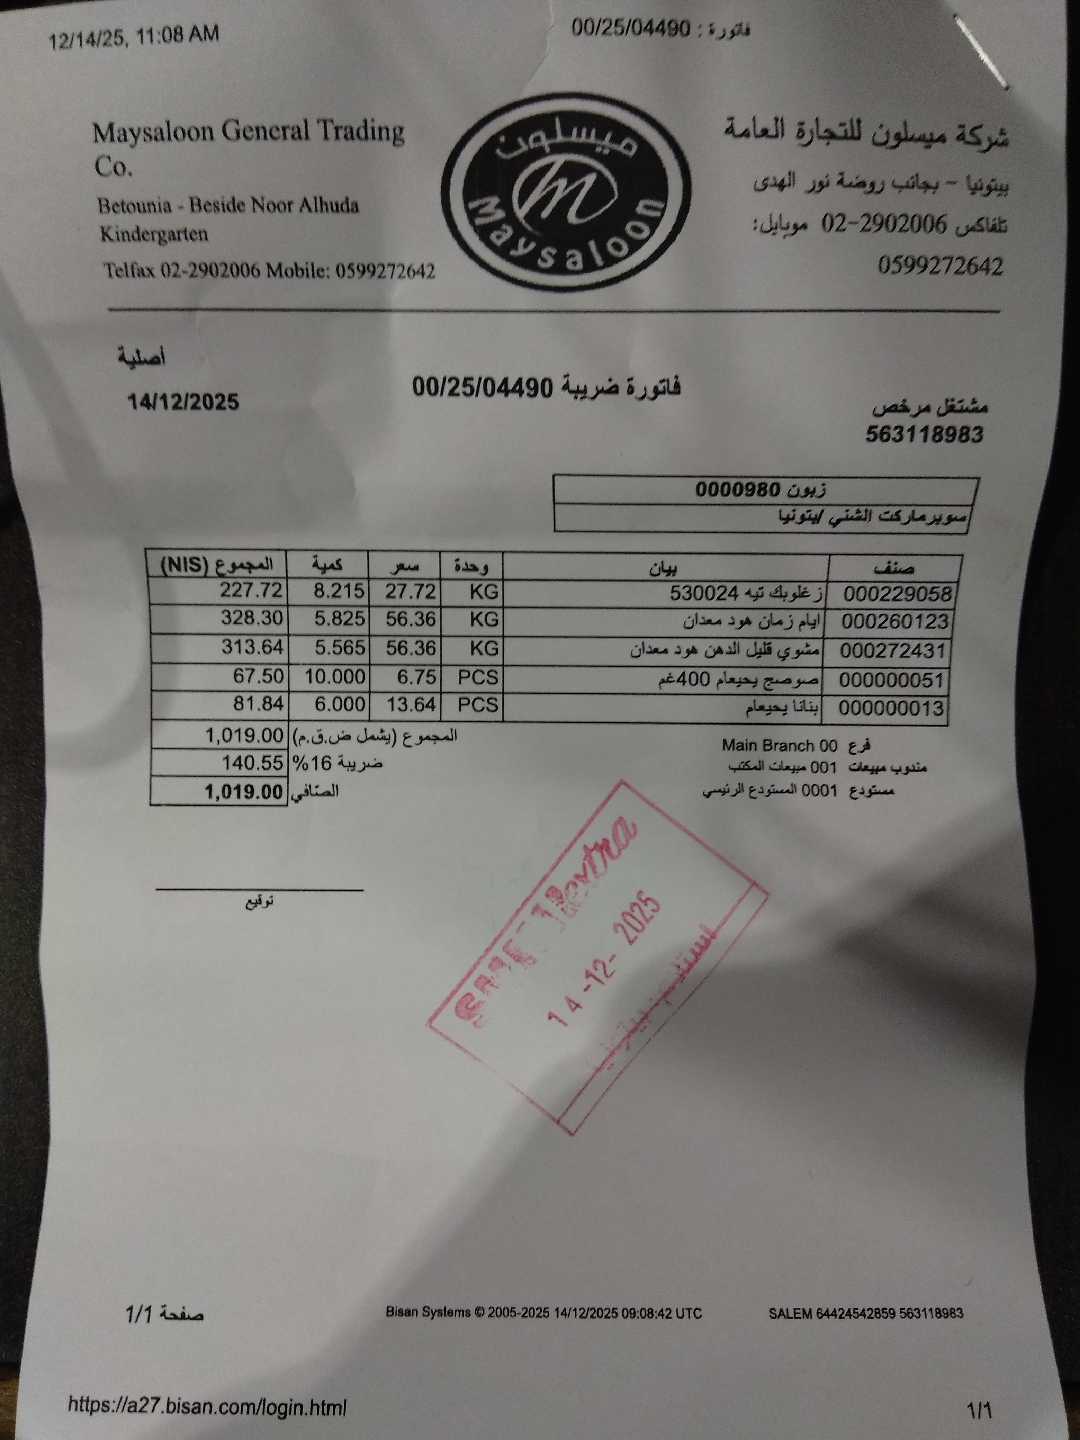 12/14/25, 11:08 AM
فاتورة : 00/25/04490
Maysaloon General Trading
Co.
Betounia - Beside Noor Alhuda
Kindergarten
Telfax 02-2902006 Mobile: 0599272642
ميسلون
m
Maysaloon
شركة ميسلون للتجارة العامة
بيتونيا - بجانب روضة نور الهدى
تلفاكس 02-2902006 موبايل:
0599272642
أصلية
14/12/2025
فاتورة ضريبة 00/25/04490
مشتغل مرخص
563118983
زبون 0000980
سوبرماركت الشني /بتونيا
صنف بيان وحدة سعر كمية المجموع (NIS)
000229058 زغلوبك تيه 530024 KG 27.72 8.215 227.72
000260123 ايام زمان هود معدان KG 56.36 5.825 328.30
000272431 مشوي قليل الدهن هود معدان KG 56.36 5.565 313.64
000000051 صوصج يحيعام 400غم PCS 6.75 10.000 67.50
000000013 بنانا يحيعام PCS 13.64 6.000 81.84
المجموع (يشمل ض.ق.م) 1,019.00
ضريبة 16% 140.55
الصّافي 1,019.00
فرع 00 Main Branch
مندوب مبيعات 001 مبيعات المكتب
مستودع 0001 المستودع الرئيسي
توقيع
14-12-2025
صفحة 1/1
Bisan Systems © 2005-2025 14/12/2025 09:08:42 UTC
SALEM 64424542859 563118983
https://a27.bisan.com/login.html
1/1